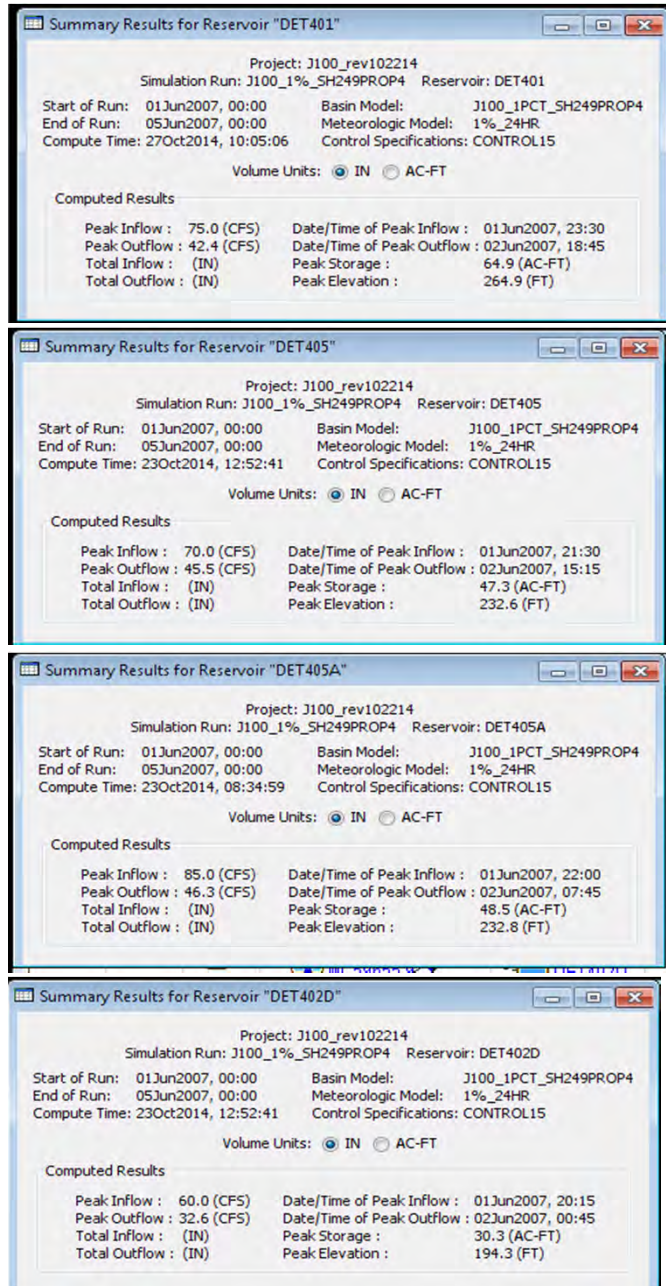 Summary Results for Reservoir "DET401"
Project: J100_rev102214
Simulation Run: J100_1%_SH249PROP4 Reservoir: DET401
Start of Run: 01Jun2007, 00:00 Basin Model: J100_1PCT_SH249PROP4
End of Run: 05Jun2007, 00:00 Meteorologic Model: 1%_24HR
Compute Time: 27Oct2014, 10:05:06 Control Specifications: CONTROL15
Volume Units: IN AC-FT
Computed Results
Peak Inflow : 75.0 (CFS) Date/Time of Peak Inflow : 01Jun2007, 23:30
Peak Outflow : 42.4 (CFS) Date/Time of Peak Outflow : 02Jun2007, 18:45
Total Inflow : (IN) Peak Storage : 64.9 (AC-FT)
Total Outflow : (IN) Peak Elevation : 264.9 (FT)
Summary Results for Reservoir "DET405"
Project: J100_rev102214
Simulation Run: J100_1%_SH249PROP4 Reservoir: DET405
Start of Run: 01Jun2007, 00:00 Basin Model: J100_1PCT_SH249PROP4
End of Run: 05Jun2007, 00:00 Meteorologic Model: 1%_24HR
Compute Time: 23Oct2014, 12:52:41 Control Specifications: CONTROL15
Volume Units: IN AC-FT
Computed Results
Peak Inflow : 70.0 (CFS) Date/Time of Peak Inflow : 01Jun2007, 21:30
Peak Outflow : 45.5 (CFS) Date/Time of Peak Outflow : 02Jun2007, 15:15
Total Inflow : (IN) Peak Storage : 47.3 (AC-FT)
Total Outflow : (IN) Peak Elevation : 232.6 (FT)
Summary Results for Reservoir "DET405A"
Project: J100_rev102214
Simulation Run: J100_1%_SH249PROP4 Reservoir: DET405A
Start of Run: 01Jun2007, 00:00 Basin Model: J100_1PCT_SH249PROP4
End of Run: 05Jun2007, 00:00 Meteorologic Model: 1%_24HR
Compute Time: 23Oct2014, 08:34:59 Control Specifications: CONTROL15
Volume Units: IN AC-FT
Computed Results
Peak Inflow : 85.0 (CFS) Date/Time of Peak Inflow : 01Jun2007, 22:00
Peak Outflow : 46.3 (CFS) Date/Time of Peak Outflow : 02Jun2007, 07:45
Total Inflow : (IN) Peak Storage : 48.5 (AC-FT)
Total Outflow : (IN) Peak Elevation : 232.8 (FT)
Summary Results for Reservoir "DET402D"
Project: J100_rev102214
Simulation Run: J100_1%_SH249PROP4 Reservoir: DET402D
Start of Run: 01Jun2007, 00:00 Basin Model: J100_1PCT_SH249PROP4
End of Run: 05Jun2007, 00:00 Meteorologic Model: 1%_24HR
Compute Time: 23Oct2014, 12:52:41 Control Specifications: CONTROL15
Volume Units: IN AC-FT
Computed Results
Peak Inflow : 60.0 (CFS) Date/Time of Peak Inflow : 01Jun2007, 20:15
Peak Outflow : 32.6 (CFS) Date/Time of Peak Outflow : 02Jun2007, 00:45
Total Inflow : (IN) Peak Storage : 30.3 (AC-FT)
Total Outflow : (IN) Peak Elevation : 194.3 (FT)